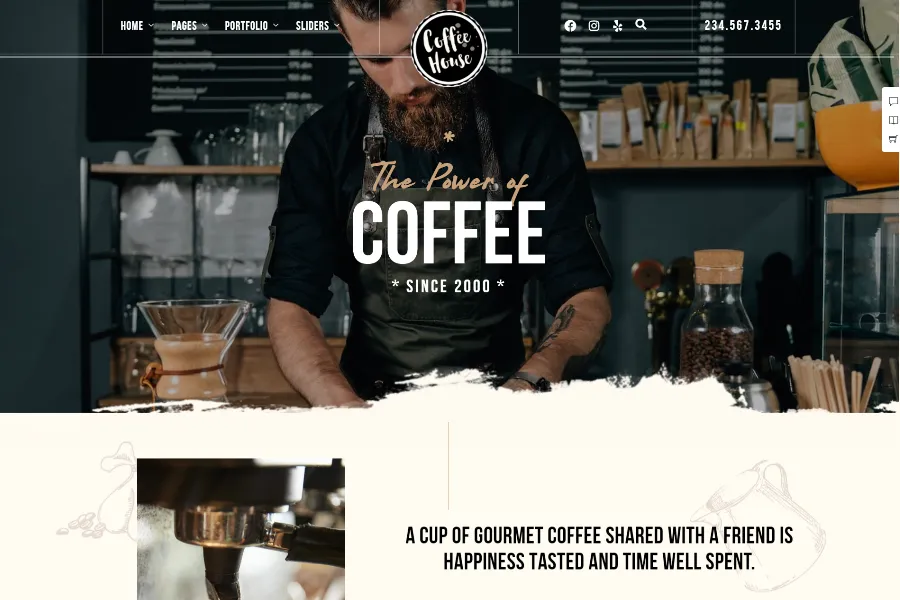 HOME
PAGES
PORTFOLIO
SLIDERS
Coffee
House
234.567.3455
*
The Power of
COFFEE
* SINCE 2000 *
A CUP OF GOURMET COFFEE SHARED WITH A FRIEND IS
HAPPINESS TASTED AND TIME WELL SPENT.